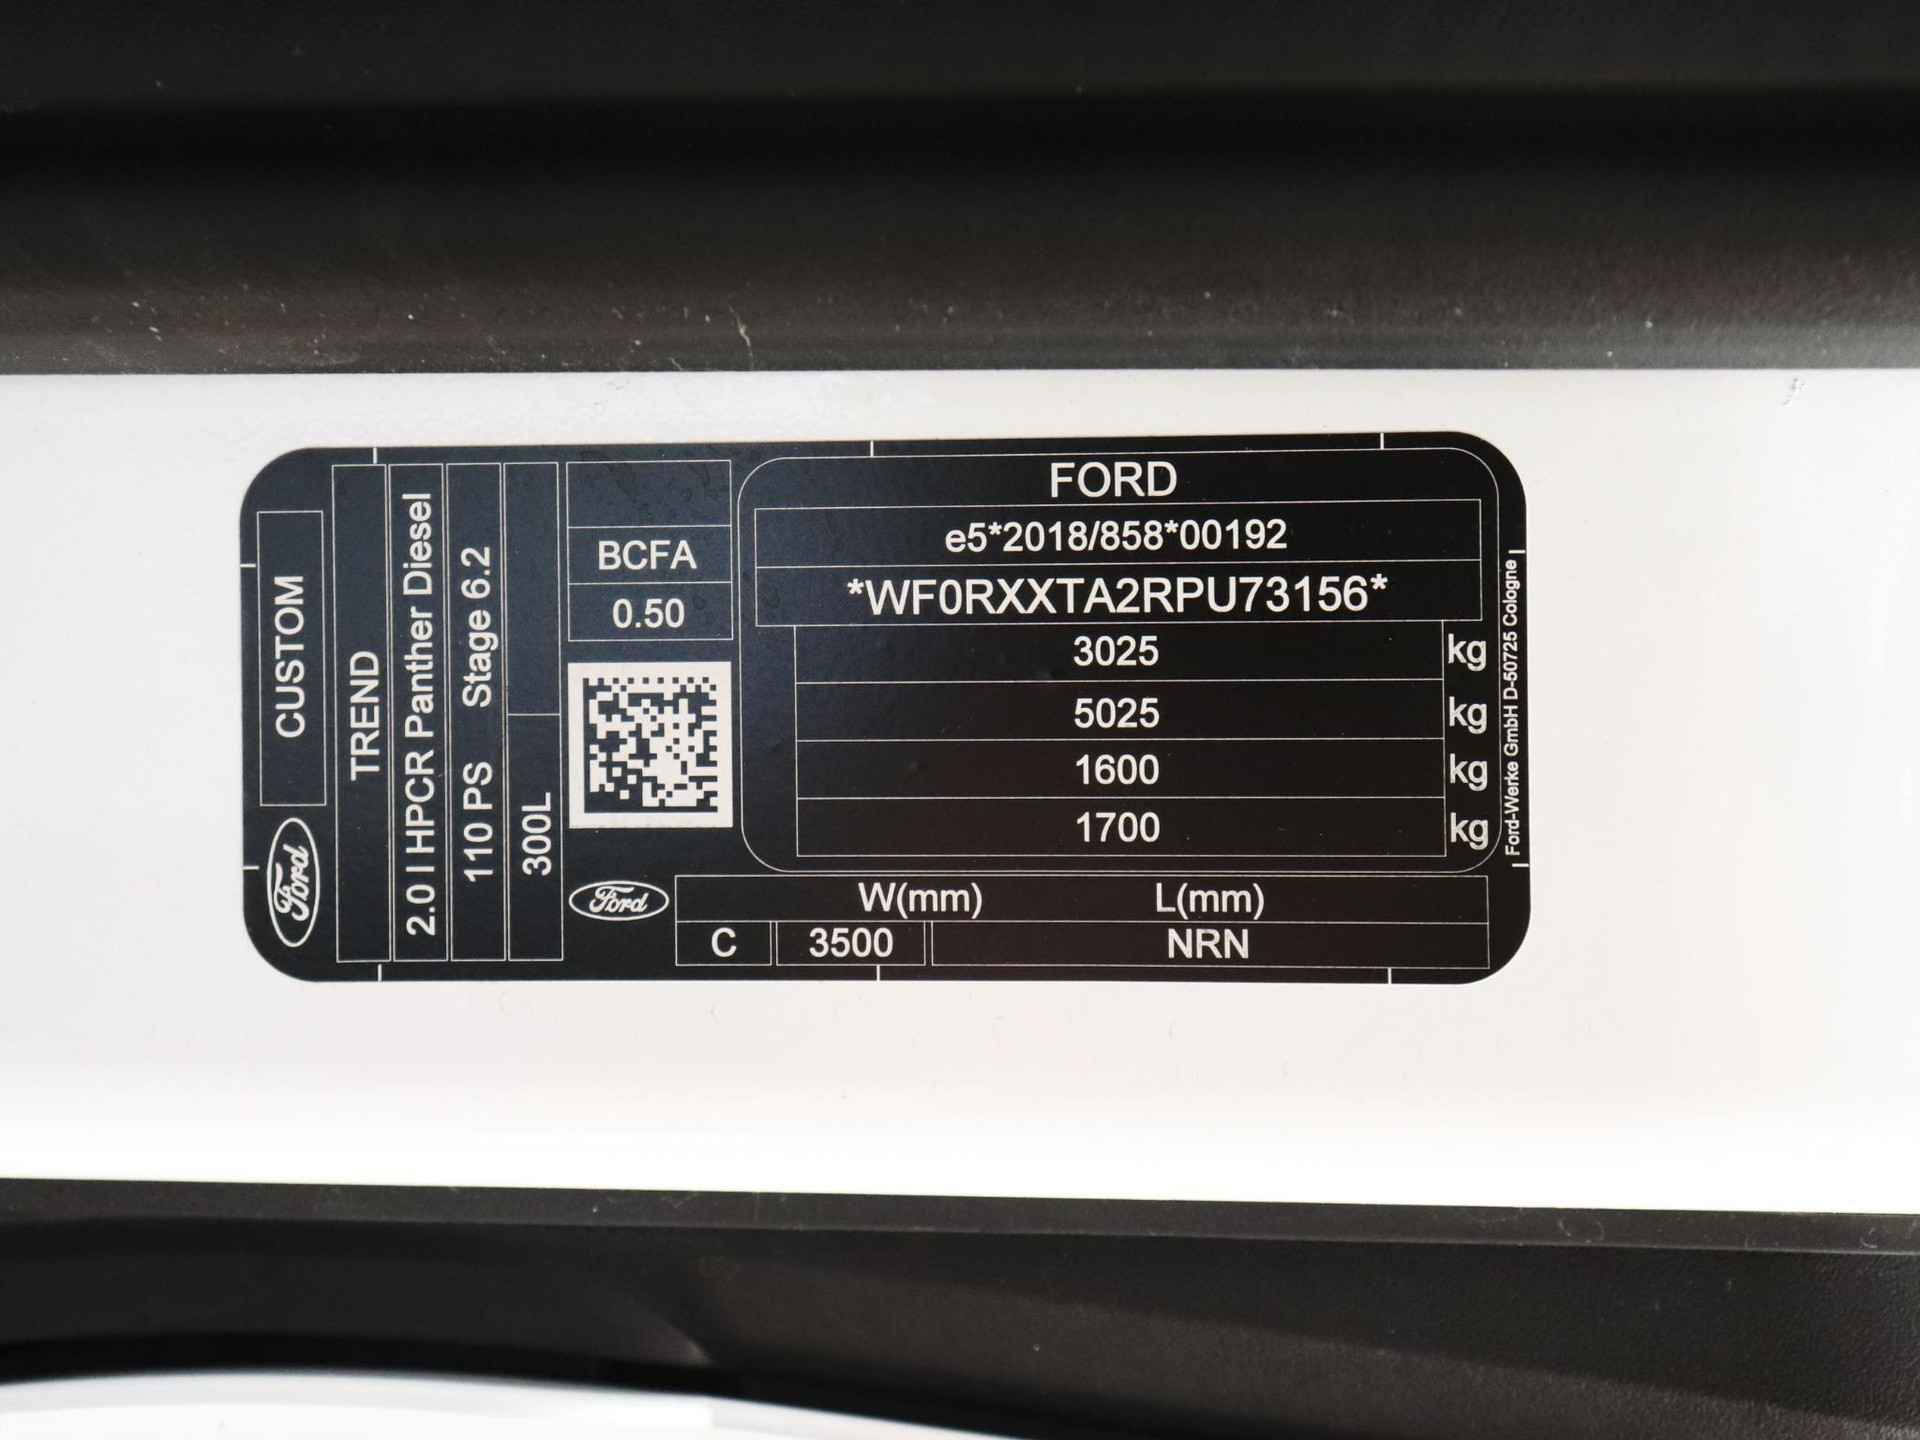 CUSTOM
Ford
TREND
2.0 l HPCR Panther Diesel
110 PS Stage 6.2
300L
BCFA
0.50
FORD
e5*2018/858*00192
*WF0RXXTA2RPU73156*
3025 kg
5025 kg
1600 kg
1700 kg
Ford-Werke GmbH D-50725 Cologne
Ford
W(mm) L(mm)
C 3500 NRN